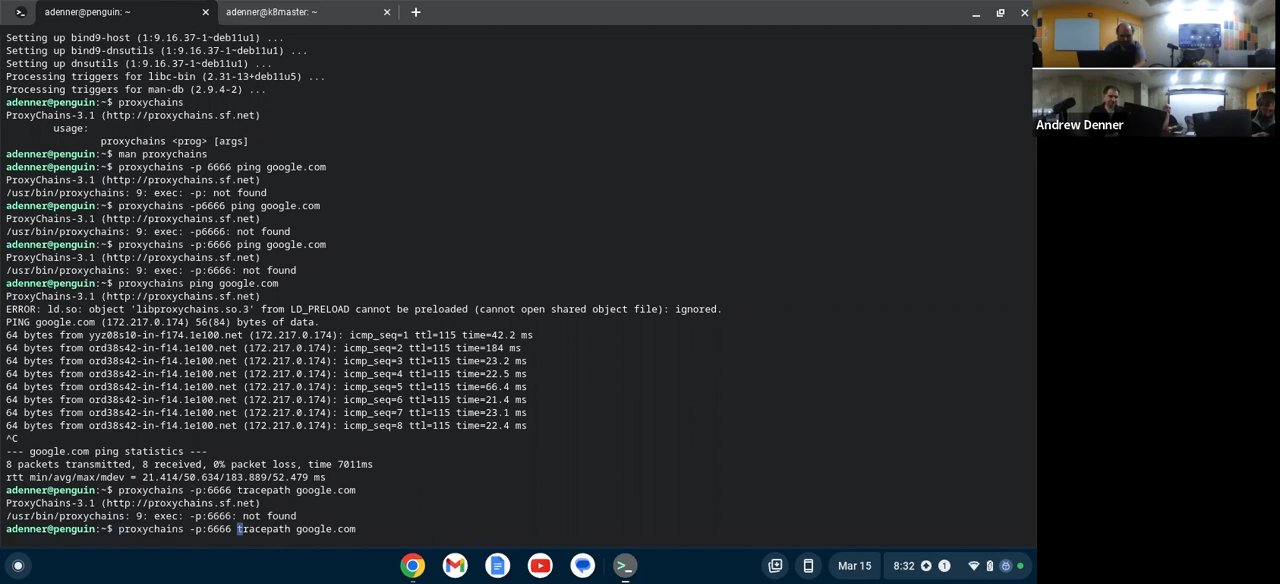 adenner@penguin: ~
adenner@k8master: ~
Setting up bind9-host (1:9.16.37-1~deb11u1) ...
Setting up bind9-dnsutils (1:9.16.37-1~deb11u1) ...
Setting up dnsutils (1:9.16.37-1~deb11u1) ...
Processing triggers for libc-bin (2.31-13+deb11u5) ...
Processing triggers for man-db (2.9.4-2) ...
adenner@penguin:~$ proxychains
ProxyChains-3.1 (http://proxychains.sf.net)
usage:
proxychains <prog> [args]
adenner@penguin:~$ man proxychains
adenner@penguin:~$ proxychains -p 6666 ping google.com
ProxyChains-3.1 (http://proxychains.sf.net)
/usr/bin/proxychains: 9: exec: -p: not found
adenner@penguin:~$ proxychains -p6666 ping google.com
ProxyChains-3.1 (http://proxychains.sf.net)
/usr/bin/proxychains: 9: exec: -p6666: not found
adenner@penguin:~$ proxychains -p:6666 ping google.com
ProxyChains-3.1 (http://proxychains.sf.net)
/usr/bin/proxychains: 9: exec: -p:6666: not found
adenner@penguin:~$ proxychains ping google.com
ProxyChains-3.1 (http://proxychains.sf.net)
ERROR: ld.so: object 'libproxychains.so.3' from LD_PRELOAD cannot be preloaded (cannot open shared object file): ignored.
PING google.com (172.217.0.174) 56(84) bytes of data.
64 bytes from yyz08s10-in-f174.1e100.net (172.217.0.174): icmp_seq=1 ttl=115 time=42.2 ms
64 bytes from ord38s42-in-f14.1e100.net (172.217.0.174): icmp_seq=2 ttl=115 time=184 ms
64 bytes from ord38s42-in-f14.1e100.net (172.217.0.174): icmp_seq=3 ttl=115 time=23.2 ms
64 bytes from ord38s42-in-f14.1e100.net (172.217.0.174): icmp_seq=4 ttl=115 time=22.5 ms
64 bytes from ord38s42-in-f14.1e100.net (172.217.0.174): icmp_seq=5 ttl=115 time=66.4 ms
64 bytes from ord38s42-in-f14.1e100.net (172.217.0.174): icmp_seq=6 ttl=115 time=21.4 ms
64 bytes from ord38s42-in-f14.1e100.net (172.217.0.174): icmp_seq=7 ttl=115 time=23.1 ms
64 bytes from ord38s42-in-f14.1e100.net (172.217.0.174): icmp_seq=8 ttl=115 time=22.4 ms
^C
--- google.com ping statistics ---
8 packets transmitted, 8 received, 0% packet loss, time 7011ms
rtt min/avg/max/mdev = 21.414/50.634/183.889/52.479 ms
adenner@penguin:~$ proxychains -p:6666 tracepath google.com
ProxyChains-3.1 (http://proxychains.sf.net)
/usr/bin/proxychains: 9: exec: -p:6666: not found
adenner@penguin:~$ proxychains -p:6666 tracepath google.com
Mar 15
8:32
1
Andrew Denner